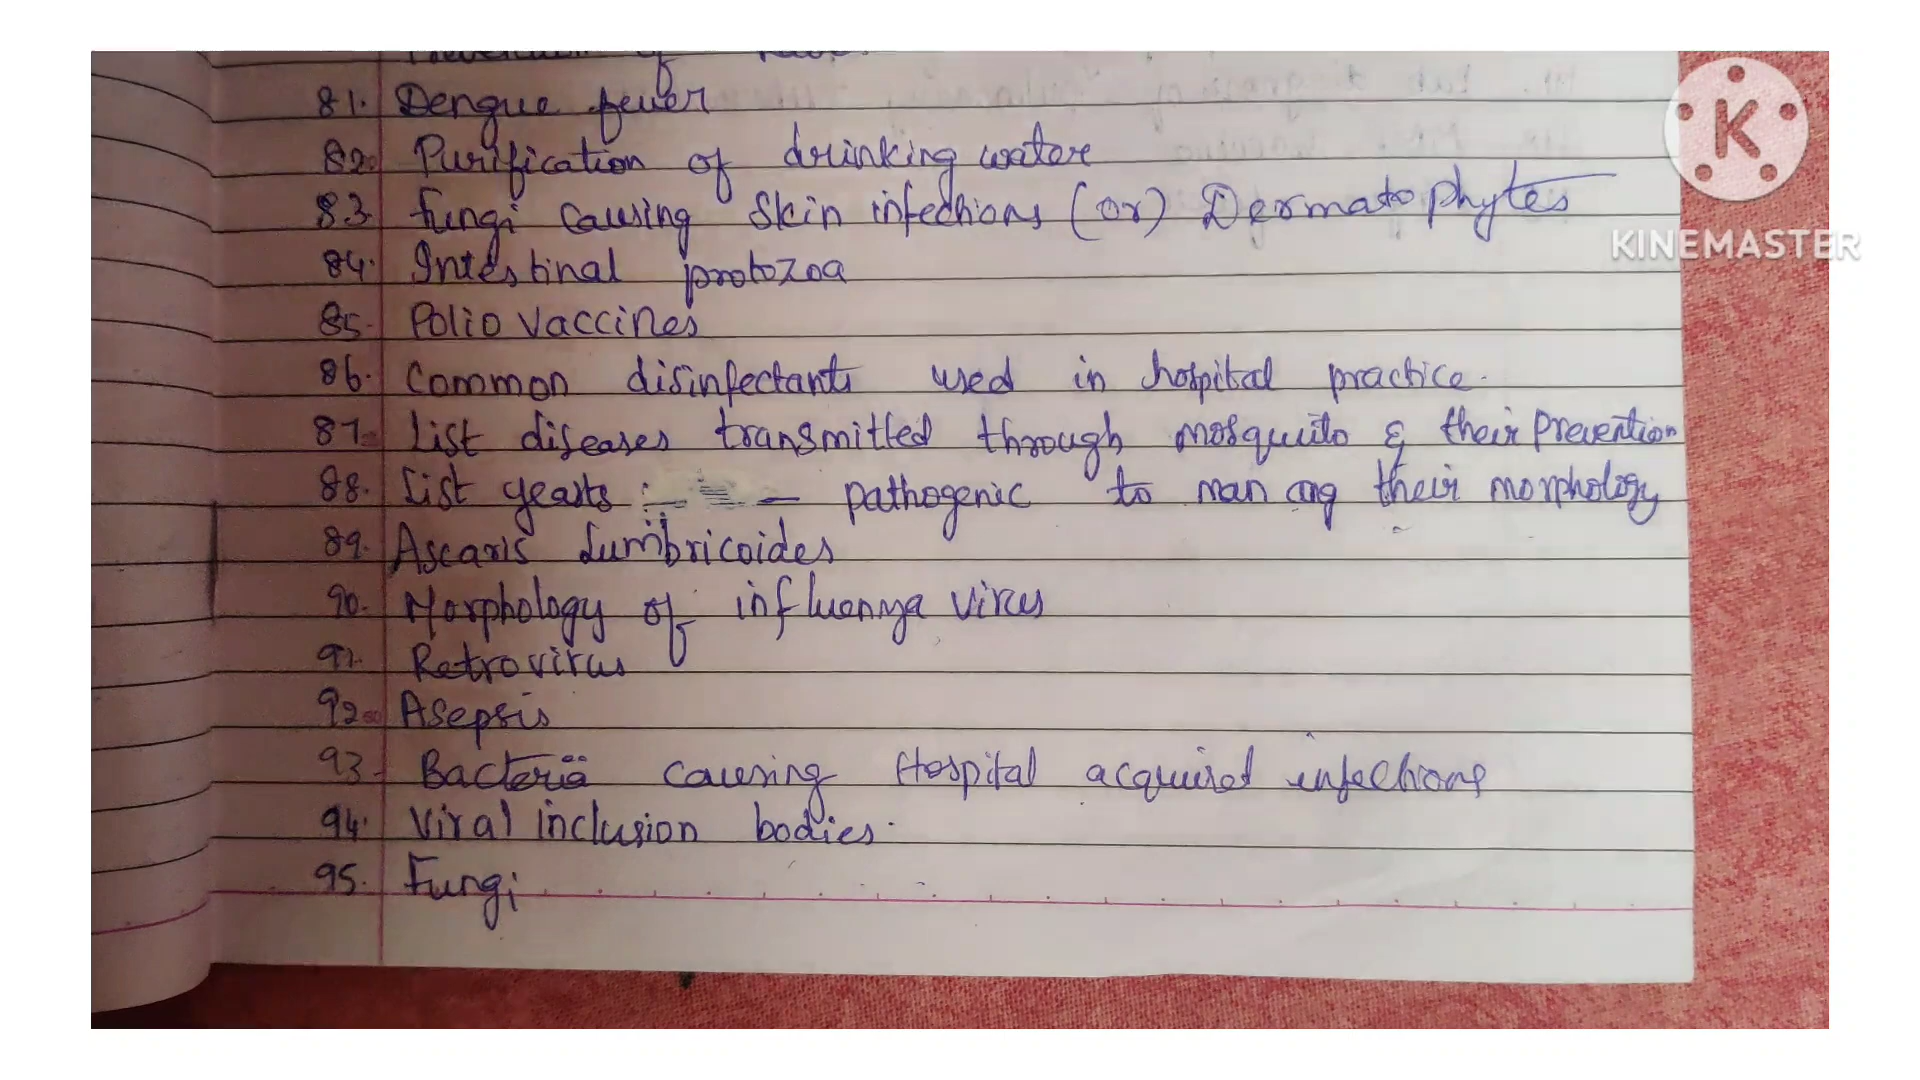 81. Dengue fever
82. Purification of drinking water
83. Fungi causing Skin infections (or) Dermatophytes
84. Intestinal protozoa
85. Polio vaccines
86. Common disinfectants used in hospital practice.
87. List diseases transmitted through mosquito & their prevention
88. List yeasts - pathogenic to man ang their morphology
89. Ascaris Lumbricoides
90. Morphology of influenza virus
91. Retrovirus
92. Asepsis
93. Bacteria causing Hospital acquired infections
94. Viral inclusion bodies.
95. Fungi
K
KINEMASTER